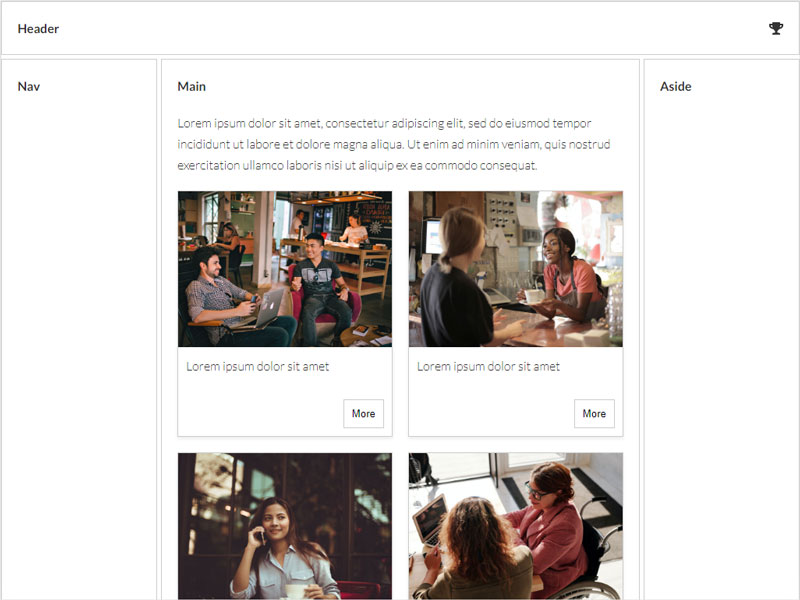 Header
Nav
Main
Aside
Lorem ipsum dolor sit amet, consectetur adipiscing elit, sed do eiusmod tempor
incididunt ut labore et dolore magna aliqua. Ut enim ad minim veniam, quis nostrud
exercitation ullamco laboris nisi ut aliquip ex ea commodo consequat.
Lorem ipsum dolor sit amet
More
Lorem ipsum dolor sit amet
More